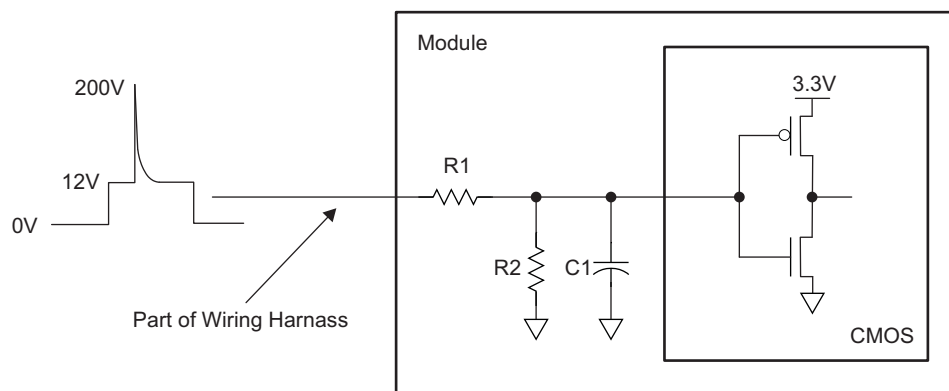 Module
200V
3.3V
R1
12V
0V
R2
C1
Part of Wiring Harnass
CMOS